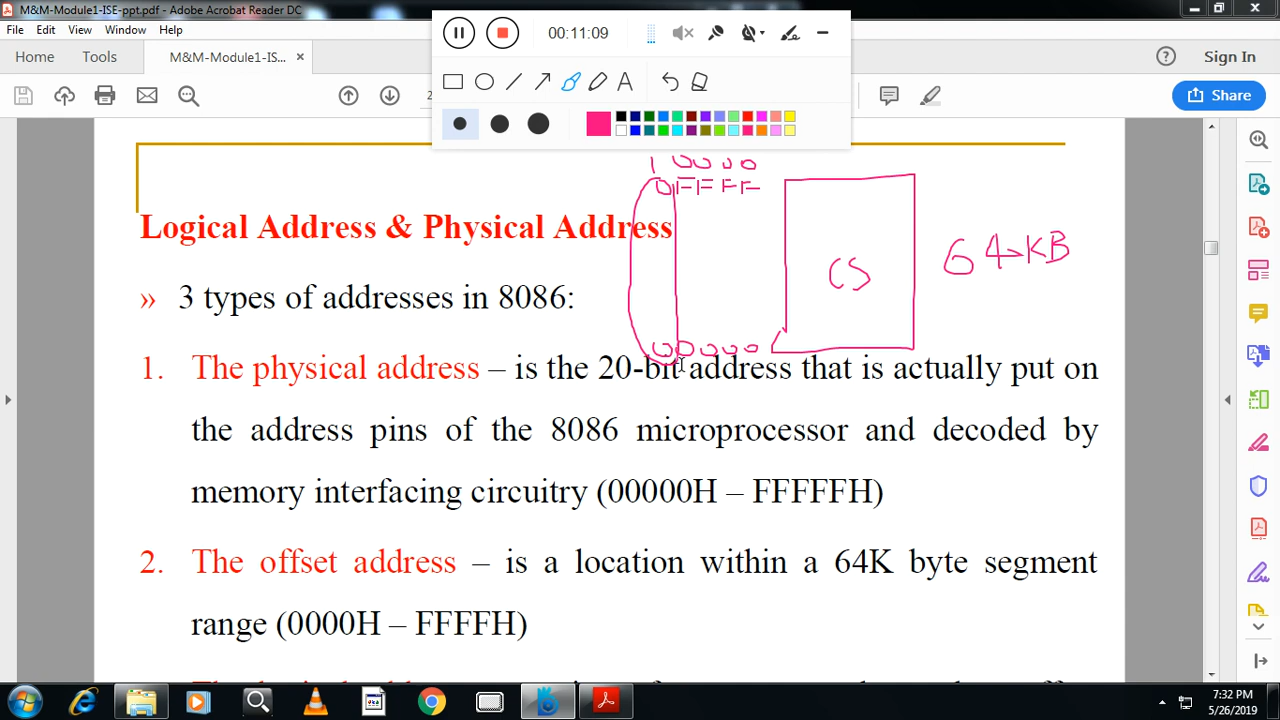 M&M-Module1-ISE-ppt.pdf - Adobe Acrobat Reader DC
File Edit View Window Help
00:11:09
Home Tools M&M-Module1-IS... × Sign In
A
Share
1 0000
0FFFF
Logical Address & Physical Address
64KB
CS
» 3 types of addresses in 8086:
00000
1. The physical address – is the 20-bit address that is actually put on
the address pins of the 8086 microprocessor and decoded by
memory interfacing circuitry (00000H – FFFFFH)
2. The offset address – is a location within a 64K byte segment
range (0000H – FFFFH)
7:32 PM
5/26/2019